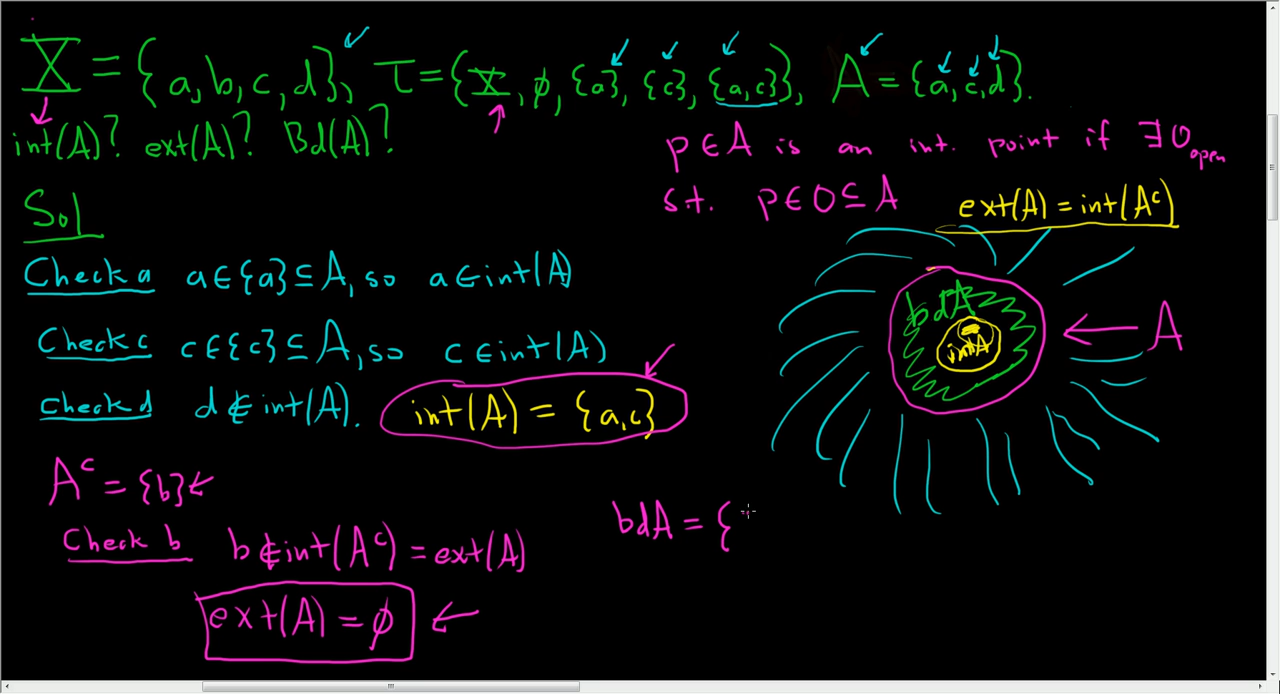 X = {a, b, c, d}, τ = {X, φ, {a}, {c}, {a, c}}, A = {a, c, d}.
int(A)? ext(A)? Bd(A)?
p ∈ A is an int. point if ∃ O open
s.t. p ∈ O ⊆ A
ext(A) = int(A^c)
Sol
Check a a ∈ {a} ⊆ A, so a ∈ int(A)
Check c c ∈ {c} ⊆ A, so c ∈ int(A)
Check d d ∉ int(A).
int(A) = {a, c}
bdA
intA
A
A^c = {b}
Check b b ∉ int(A^c) = ext(A)
ext(A) = φ
bdA = {